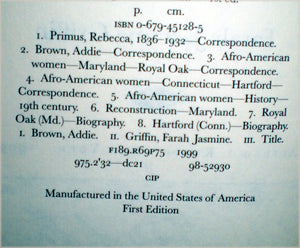 p. cm.
ISBN 0-679-45128-5
1. Primus, Rebecca, 1836–1932—Correspondence.
2. Brown, Addie—Correspondence. 3. Afro-American
women—Maryland—Royal Oak—Correspondence.
4. Afro-American women—Connecticut—Hartford—
Correspondence. 5. Afro-American women—History—
19th century. 6. Reconstruction—Maryland. 7. Royal
Oak (Md.)—Biography. 8. Hartford (Conn.)—Biography.
I. Brown, Addie. II. Griffin, Farah Jasmine. III. Title.
F189.R69P75 1999
975.2'32—dc21 98-52930
CIP
Manufactured in the United States of America
First Edition